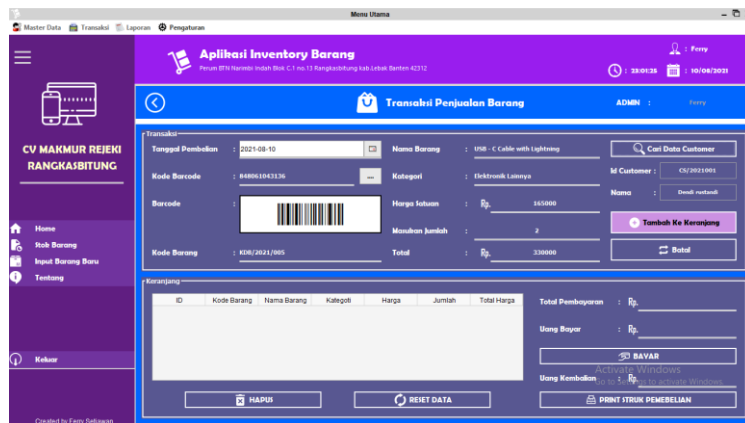 Menu Utama
Master Data Transaksi Laporan Pengaturan
Aplikasi Inventory Barang
Perum BTN Narimbi Indah Blok C.1 no.13 Rangkasbitung kab.Lebak Banten 42312
: Ferry
: 23:01:25 : 10/08/2021
Transaksi Penjualan Barang
ADMIN : Ferry
CV MAKMUR REJEKI
RANGKASBITUNG
Home
Stok Barang
Input Barang Baru
Tentang
Keluar
Created by Ferry Setiawan
Transaksi
Tanggal Pembelian : 2021-08-10
Kode Barcode : 848061043136 ...
Barcode :
Kode Barang : KDB/2021/005
Nama Barang : USB - C Cable with Lightning
Kategori : Elektronik Lainnya
Harga Satuan : Rp. 165000
Masukan Jumlah : 2
Total : Rp. 330000
Cari Data Customer
Id Customer : CS/2021001
Nama : Dendi rustandi
Tambah Ke Keranjang
Batal
Keranjang
ID Kode Barang Nama Barang Kategoti Harga Jumlah Total Harga
HAPUS
RESET DATA
Total Pembayaran : Rp.
Uang Bayar : Rp.
BAYAR
Uang Kembalian : Rp.
PRINT STRUK PEMEBELIAN
Activate Windows
Go to Settings to activate Windows.